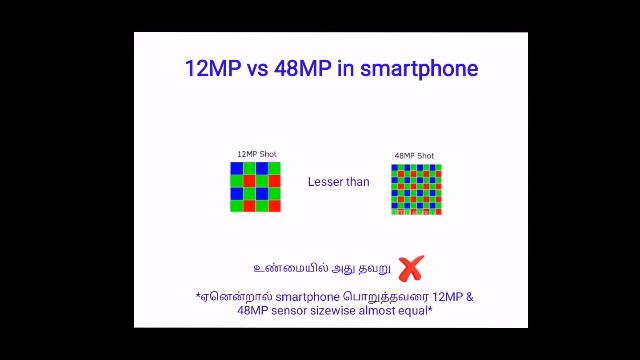 12MP vs 48MP in smartphone
12MP Shot
48MP Shot
Lesser than
உண்மையில் அது தவறு
*ஏனென்றால் smartphone பொறுத்தவரை 12MP &
48MP sensor sizewise almost equal*